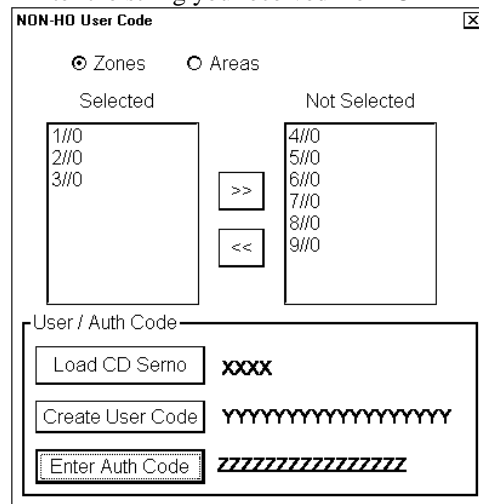 NON-HO User Code
Zones Areas
Selected Not Selected
1//0
2//0
3//0
4//0
5//0
6//0
7//0
8//0
9//0
>>
<<
User / Auth Code
Load CD Serno XXXX
Create User Code YYYYYYYYYYYYYYYYYYY
Enter Auth Code ZZZZZZZZZZZZZZZZ